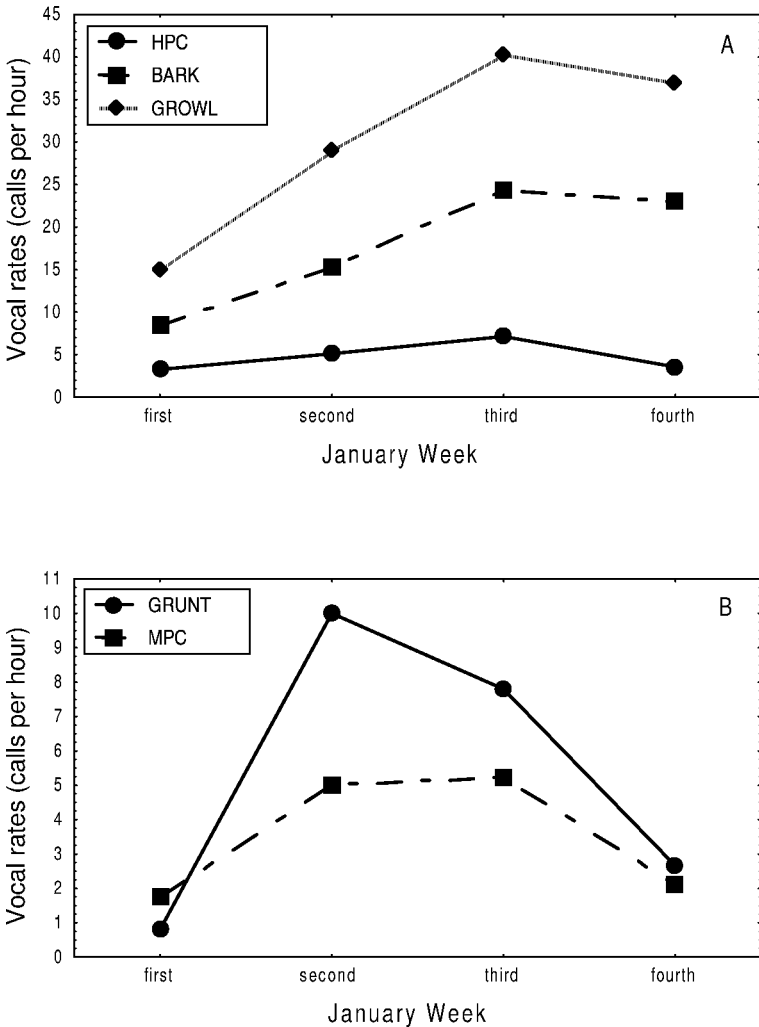 45
40
35
30
25
20
15
10
5
0
Vocal rates (calls per hour)
HPC
BARK
GROWL
A
first second third fourth
January Week
11
10
9
8
7
6
5
4
3
2
1
0
Vocal rates (calls per hour)
GRUNT
MPC
B
first second third fourth
January Week